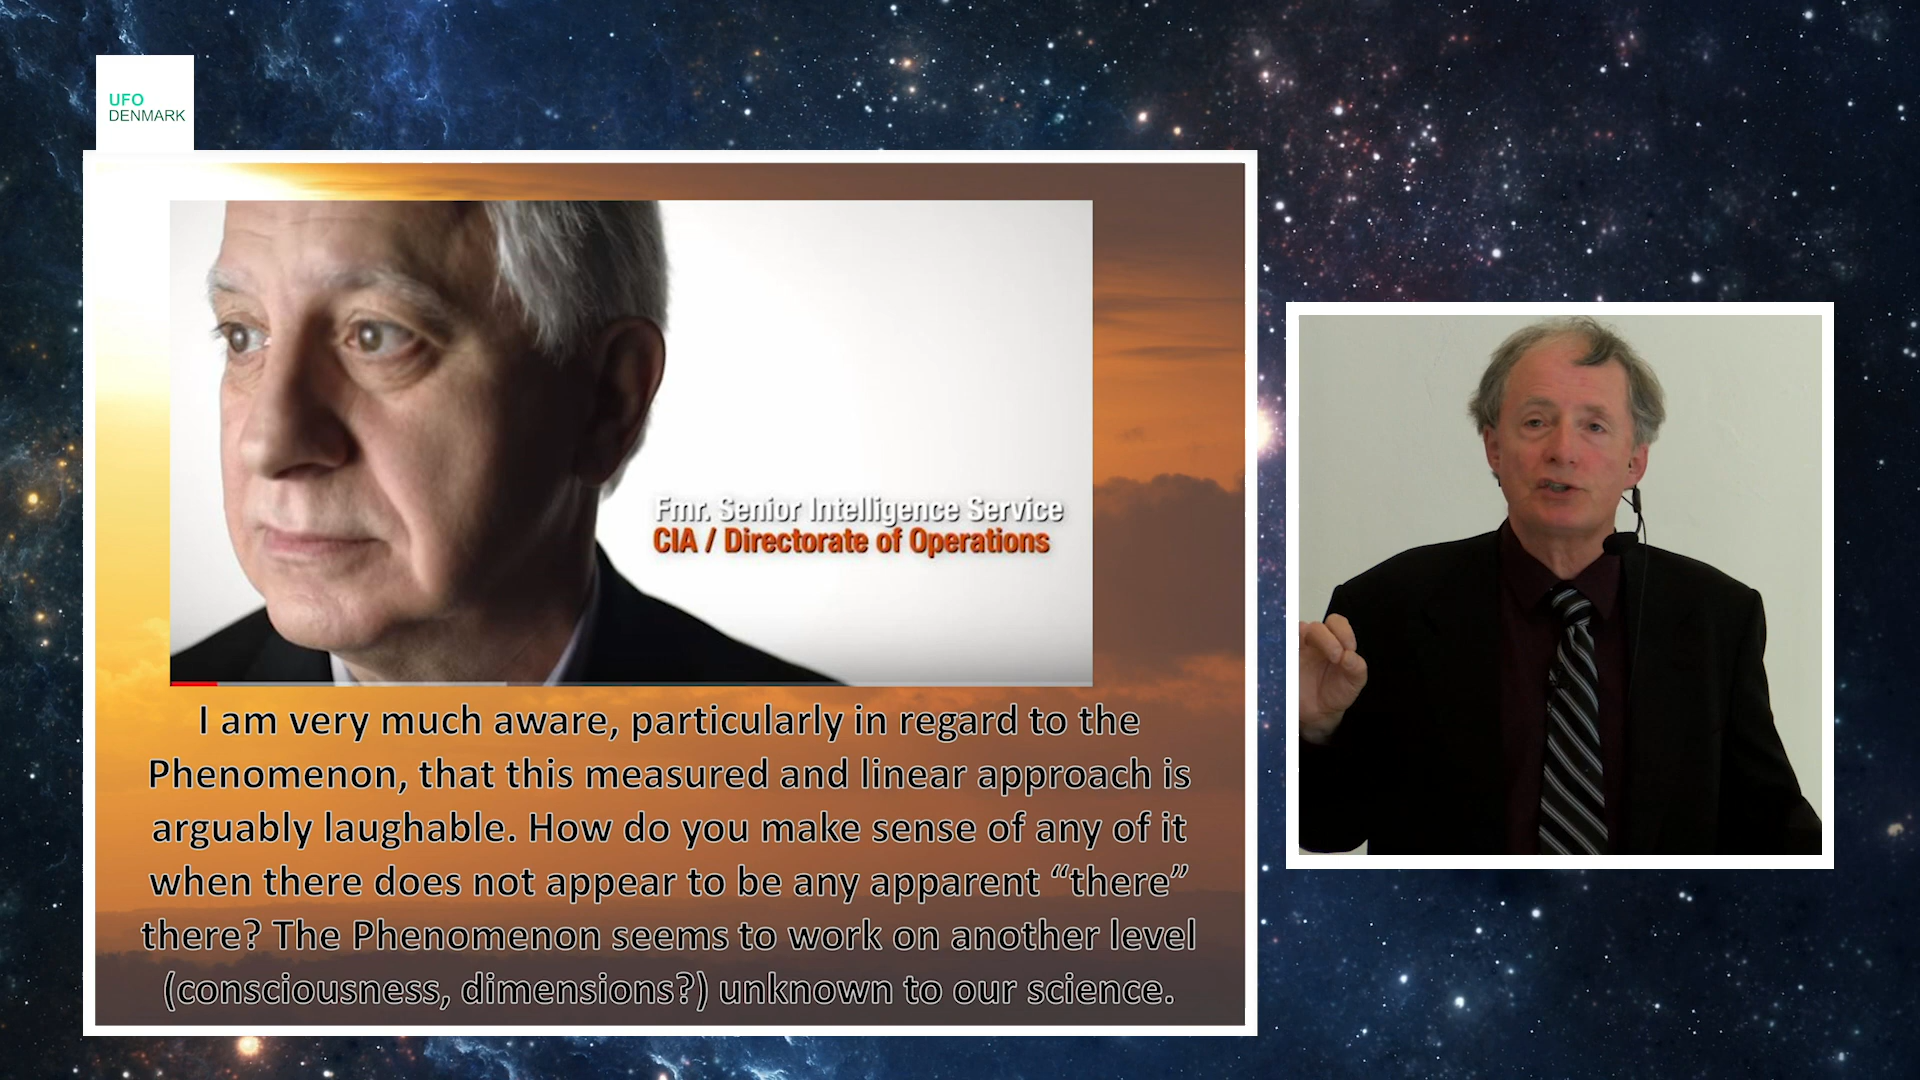 UFO
DENMARK
Fmr. Senior Intelligence Service
CIA / Directorate of Operations
I am very much aware, particularly in regard to the
Phenomenon, that this measured and linear approach is
arguably laughable. How do you make sense of any of it
when there does not appear to be any apparent “there”
there? The Phenomenon seems to work on another level
(consciousness, dimensions?) unknown to our science.